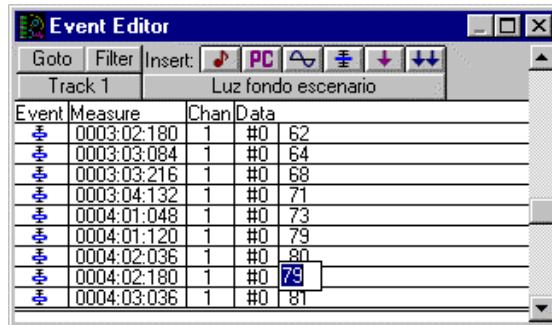 Event Editor
Goto Filter Insert: PC
Track 1 Luz fondo escenario
Event Measure Chan Data
0003:02:180 1 #0 62
0003:03:084 1 #0 64
0003:03:216 1 #0 68
0003:04:132 1 #0 71
0004:01:048 1 #0 73
0004:01:120 1 #0 79
0004:02:036 1 #0 80
0004:02:180 1 #0 79
0004:03:036 1 #0 81